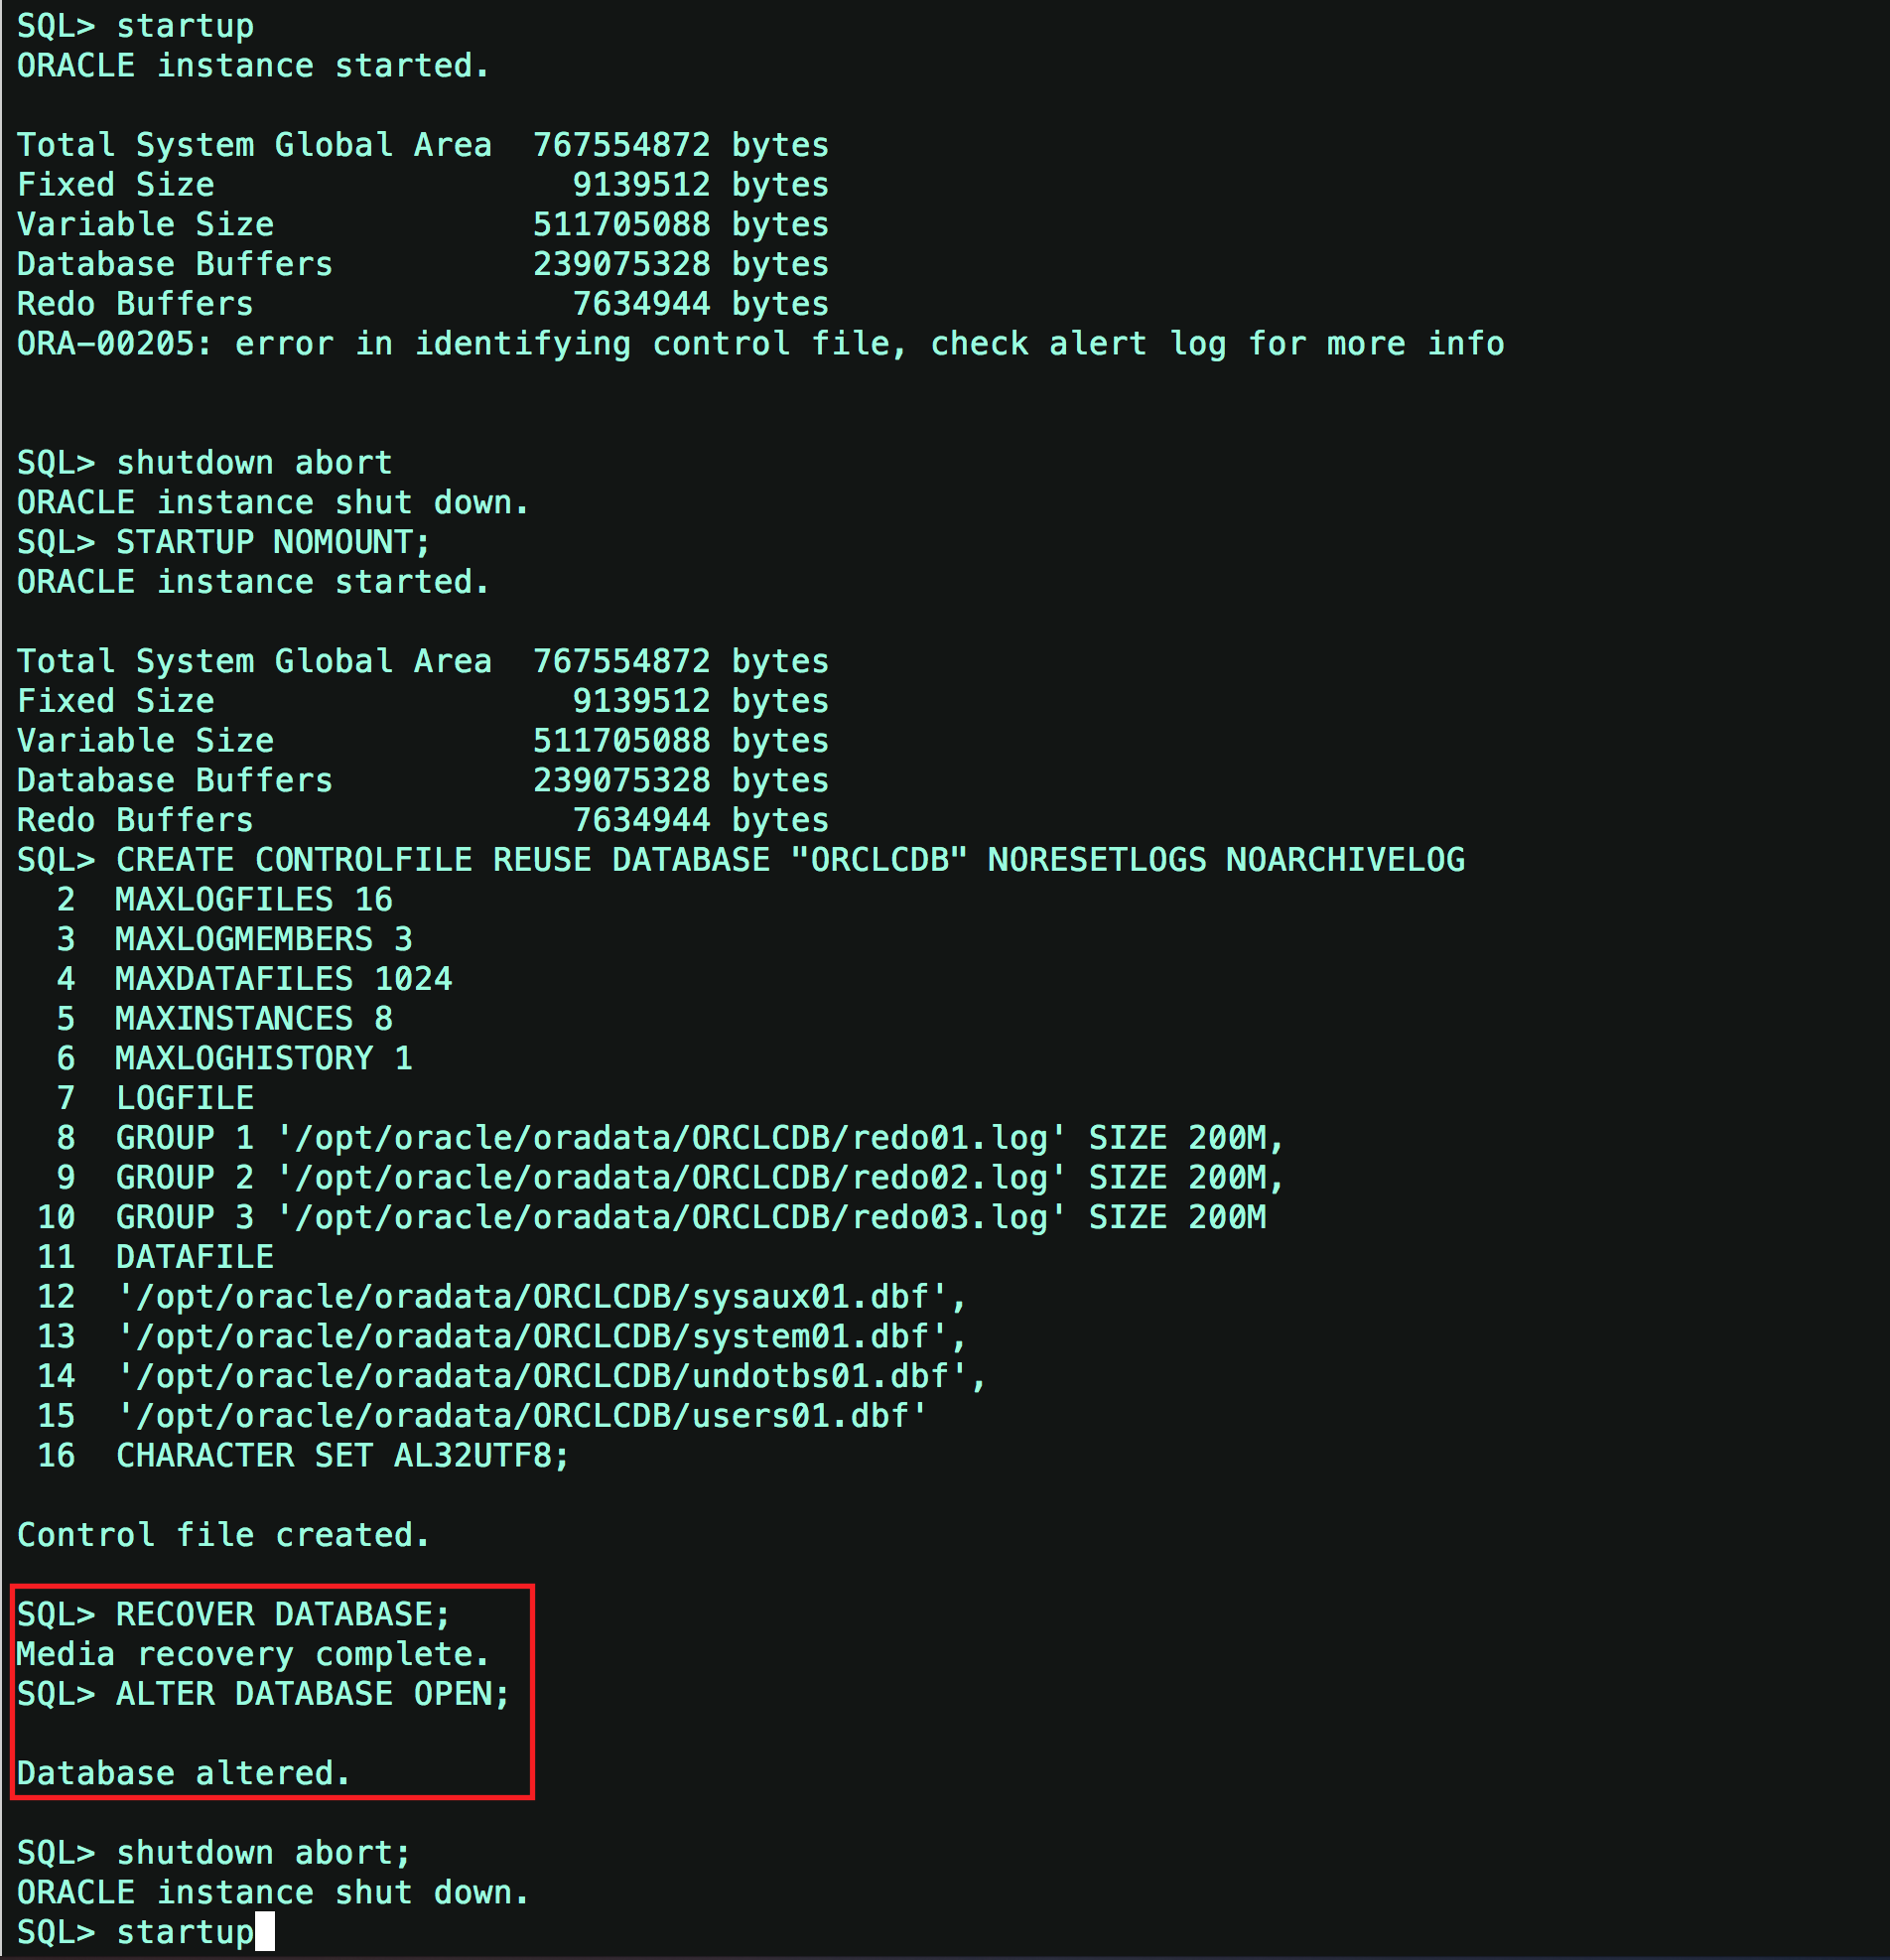 SQL> startup
ORACLE instance started.
Total System Global Area  767554872 bytes
Fixed Size                  9139512 bytes
Variable Size             511705088 bytes
Database Buffers          239075328 bytes
Redo Buffers                7634944 bytes
ORA-00205: error in identifying control file, check alert log for more info
SQL> shutdown abort
ORACLE instance shut down.
SQL> STARTUP NOMOUNT;
ORACLE instance started.
Total System Global Area  767554872 bytes
Fixed Size                  9139512 bytes
Variable Size             511705088 bytes
Database Buffers          239075328 bytes
Redo Buffers                7634944 bytes
SQL> CREATE CONTROLFILE REUSE DATABASE "ORCLCDB" NORESETLOGS NOARCHIVELOG
  2  MAXLOGFILES 16
  3  MAXLOGMEMBERS 3
  4  MAXDATAFILES 1024
  5  MAXINSTANCES 8
  6  MAXLOGHISTORY 1
  7  LOGFILE
  8  GROUP 1 '/opt/oracle/oradata/ORCLCDB/redo01.log' SIZE 200M,
  9  GROUP 2 '/opt/oracle/oradata/ORCLCDB/redo02.log' SIZE 200M,
 10  GROUP 3 '/opt/oracle/oradata/ORCLCDB/redo03.log' SIZE 200M
 11  DATAFILE
 12  '/opt/oracle/oradata/ORCLCDB/sysaux01.dbf',
 13  '/opt/oracle/oradata/ORCLCDB/system01.dbf',
 14  '/opt/oracle/oradata/ORCLCDB/undotbs01.dbf',
 15  '/opt/oracle/oradata/ORCLCDB/users01.dbf'
 16  CHARACTER SET AL32UTF8;
Control file created.
SQL> RECOVER DATABASE;
Media recovery complete.
SQL> ALTER DATABASE OPEN;
Database altered.
SQL> shutdown abort;
ORACLE instance shut down.
SQL> startup